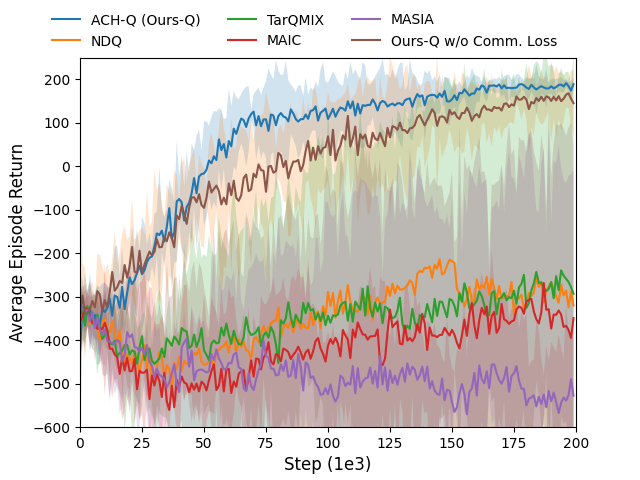 ACH-Q (Ours-Q) TarQMIX MASIA
NDQ MAIC Ours-Q w/o Comm. Loss
200
100
0
−100
−200
−300
−400
−500
−600
Average Episode Return
0 25 50 75 100 125 150 175 200
Step (1e3)